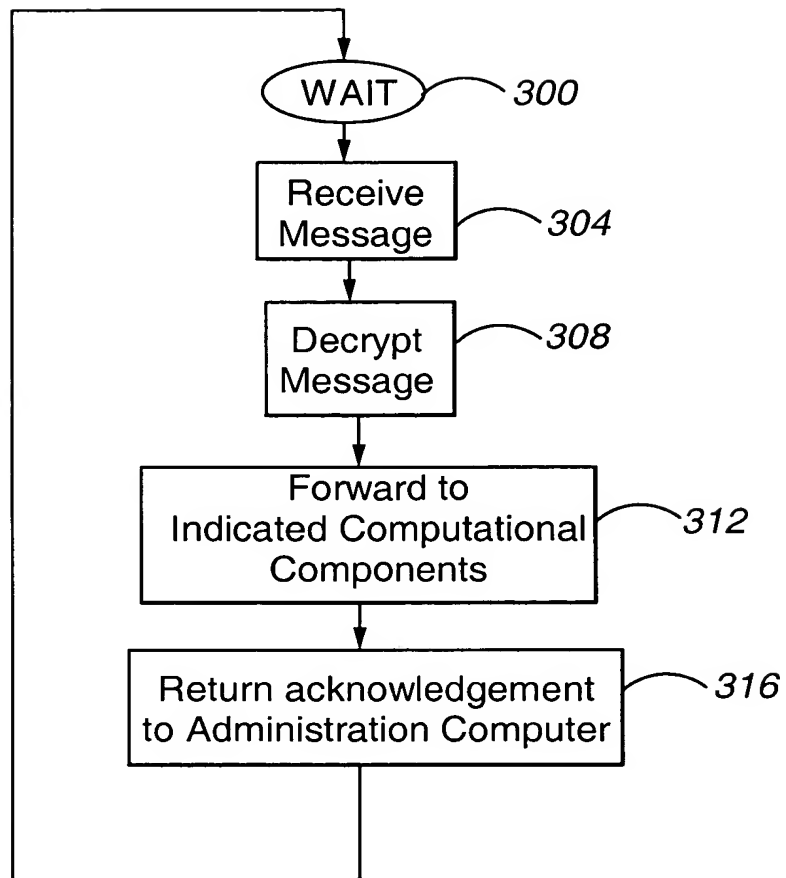 WAIT
300
Receive
Message
304
Decrypt
Message
308
Forward to
Indicated Computational
Components
312
Return acknowledgement
to Administration Computer
316